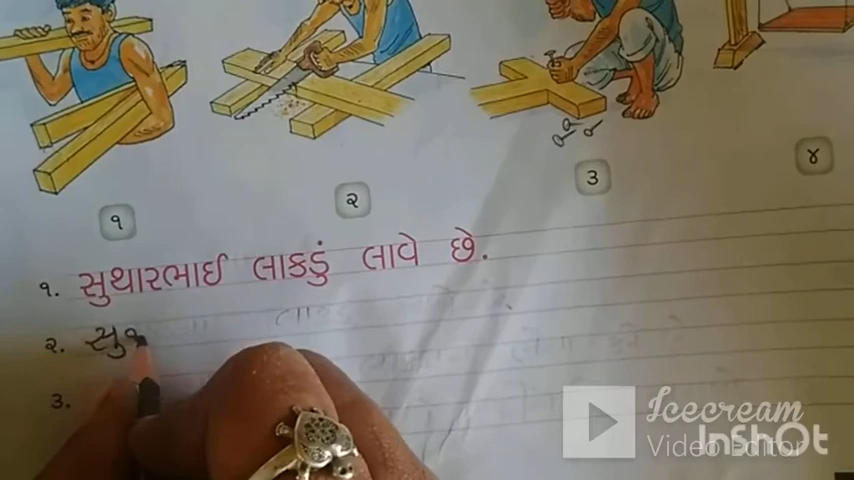 ૧ ૨ ૩ ૪
૧. સુથારભાઈ લાકડું લાવે છે.
૨. સુથ
૩.
Icecream
Video Editor
InShOt